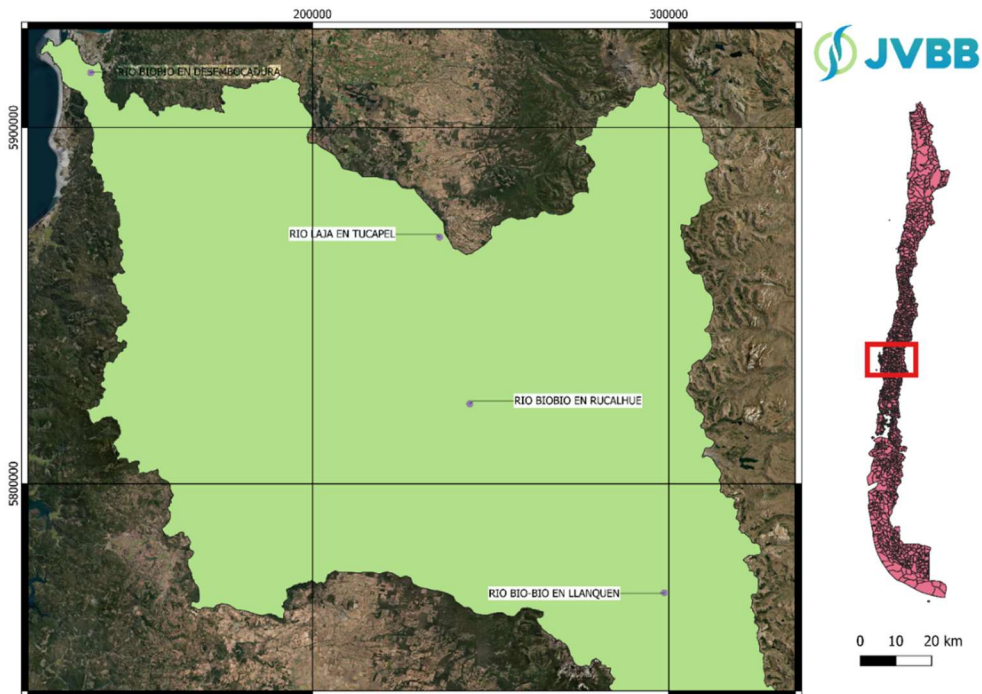 200000
300000
JVBB
RIO BIOBIO EN DESEMBOCADURA
5900000
RIO LAJA EN TUCAPEL
RIO BIOBIO EN RUCALHUE
5800000
RIO BIO-BIO EN LLANQUEN
0 10 20 km